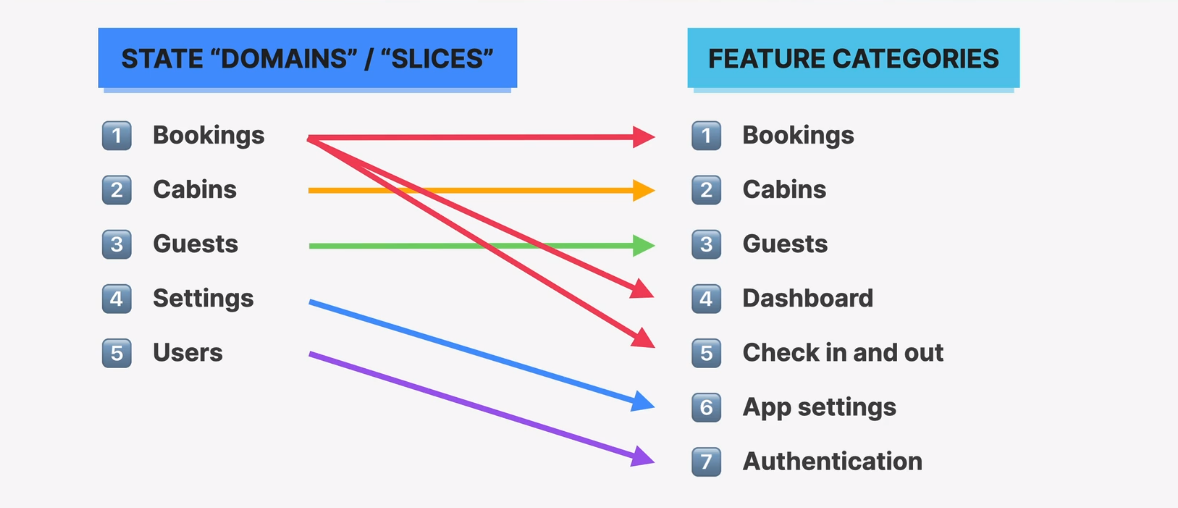 STATE “DOMAINS” / “SLICES”
1 Bookings
2 Cabins
3 Guests
4 Settings
5 Users
FEATURE CATEGORIES
1 Bookings
2 Cabins
3 Guests
4 Dashboard
5 Check in and out
6 App settings
7 Authentication